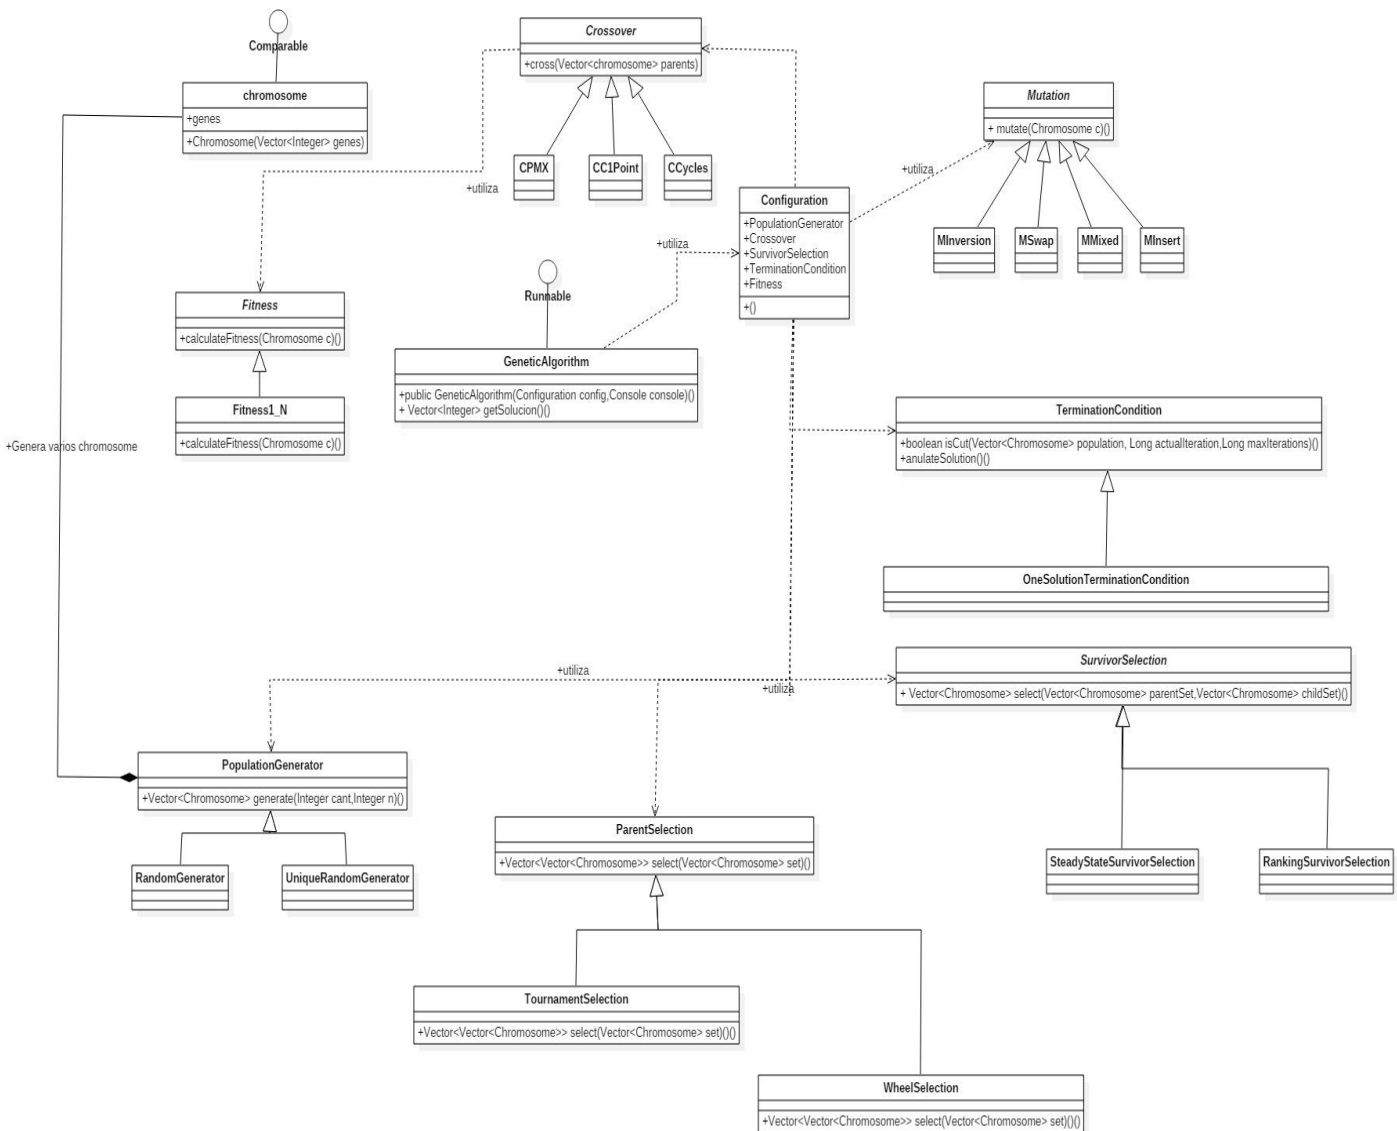 Comparable
chromosome
+genes
+Chromosome(Vector<Integer> genes)
Crossover
+cross(Vector<chromosome> parents)
CPMX
CC1Point
CCycles
+utiliza
Mutation
+ mutate(Chromosome c)()
+utiliza
MInversion
MSwap
MMixed
MInsert
Configuration
+PopulationGenerator
+Crossover
+SurvivorSelection
+TerminationCondition
+Fitness
+()
+utiliza
Runnable
GeneticAlgorithm
+public GeneticAlgorithm(Configuration config,Console console)()
+ Vector<Integer> getSolucion()()
Fitness
+calculateFitness(Chromosome c)()
Fitness1_N
+calculateFitness(Chromosome c)()
+Genera varios chromosome
TerminationCondition
+boolean isCut(Vector<Chromosome> population, Long actualIteration,Long maxIterations)()
+anulateSolution()()
OneSolutionTerminationCondition
SurvivorSelection
+ Vector<Chromosome> select(Vector<Chromosome> parentSet,Vector<Chromosome> childSet)()
+utiliza
+utiliza
PopulationGenerator
+Vector<Chromosome> generate(Integer cant,Integer n)()
RandomGenerator
UniqueRandomGenerator
ParentSelection
+Vector<Vector<Chromosome>> select(Vector<Chromosome> set)()
SteadyStateSurvivorSelection
RankingSurvivorSelection
TournamentSelection
+Vector<Vector<Chromosome>> select(Vector<Chromosome> set)()()
WheelSelection
+Vector<Vector<Chromosome>> select(Vector<Chromosome> set)()()